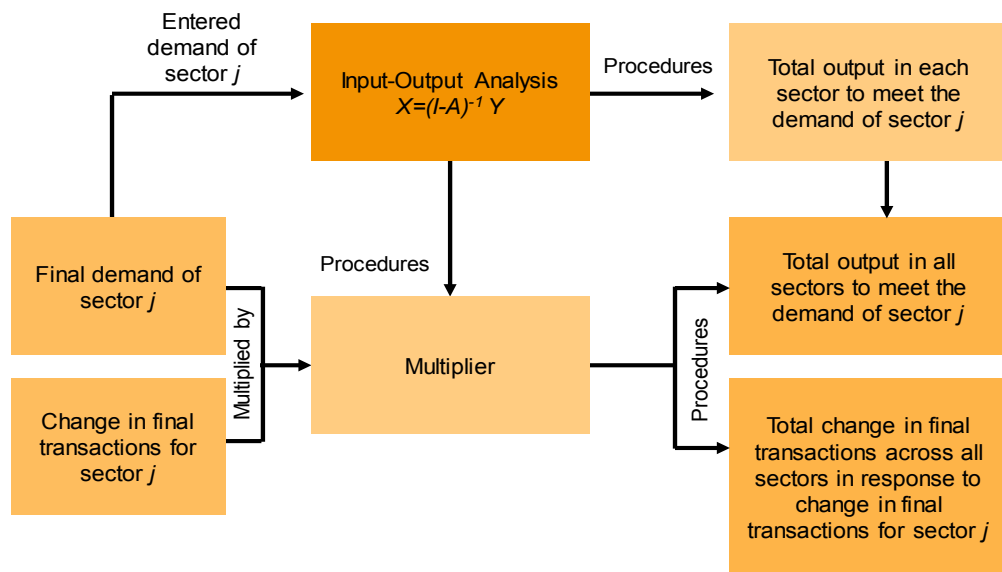 Entered
demand of
sector j
Input-Output Analysis
X=(I-A)⁻¹ Y
Procedures
Total output in each
sector to meet the
demand of sector j
Final demand of
sector j
Procedures
Total output in all
sectors to meet the
demand of sector j
Multiplied by
Multiplier
Procedures
Change in final
transactions for
sector j
Total change in final
transactions across all
sectors in response to
change in final
transactions for sector j